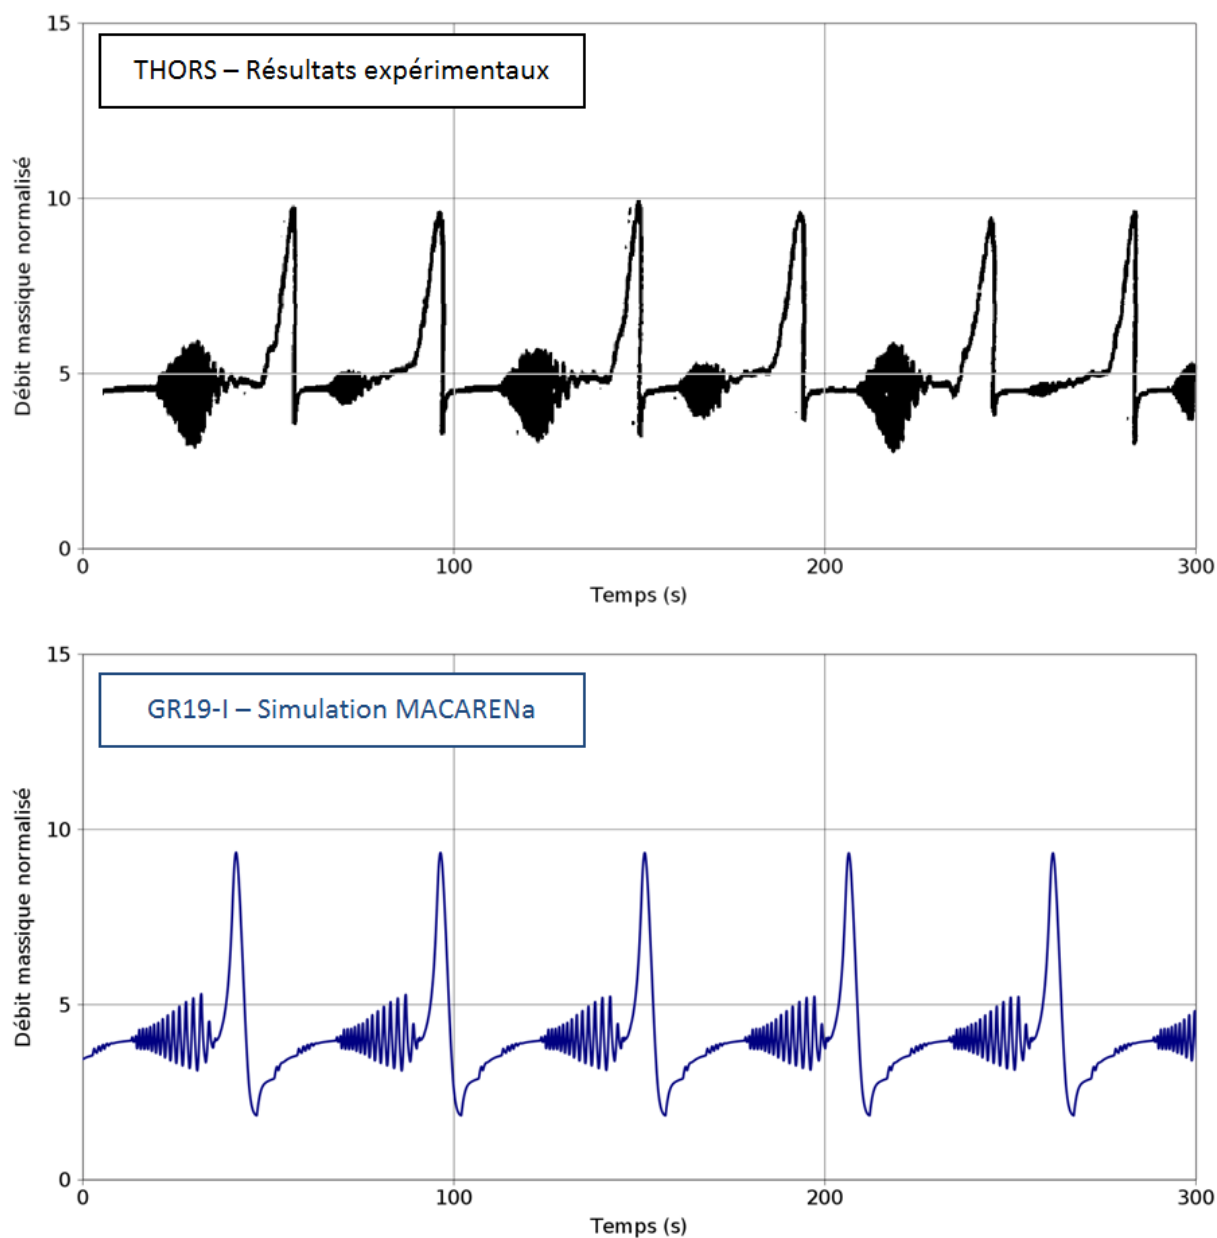 15
THORS – Résultats expérimentaux
10
Débit massique normalisé
5
0
0 100 200 300
Temps (s)
15
GR19-I – Simulation MACARENa
10
Débit massique normalisé
5
0
0 100 200 300
Temps (s)